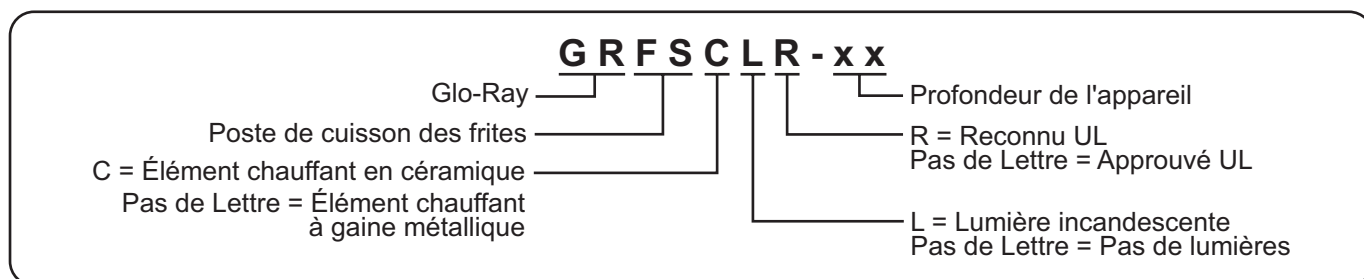 G R F S C L R - x x
Glo-Ray
Poste de cuisson des frites
C = Élément chauffant en céramique
Pas de Lettre = Élément chauffant
à gaine métallique
Profondeur de l'appareil
R = Reconnu UL
Pas de Lettre = Approuvé UL
L = Lumière incandescente
Pas de Lettre = Pas de lumières